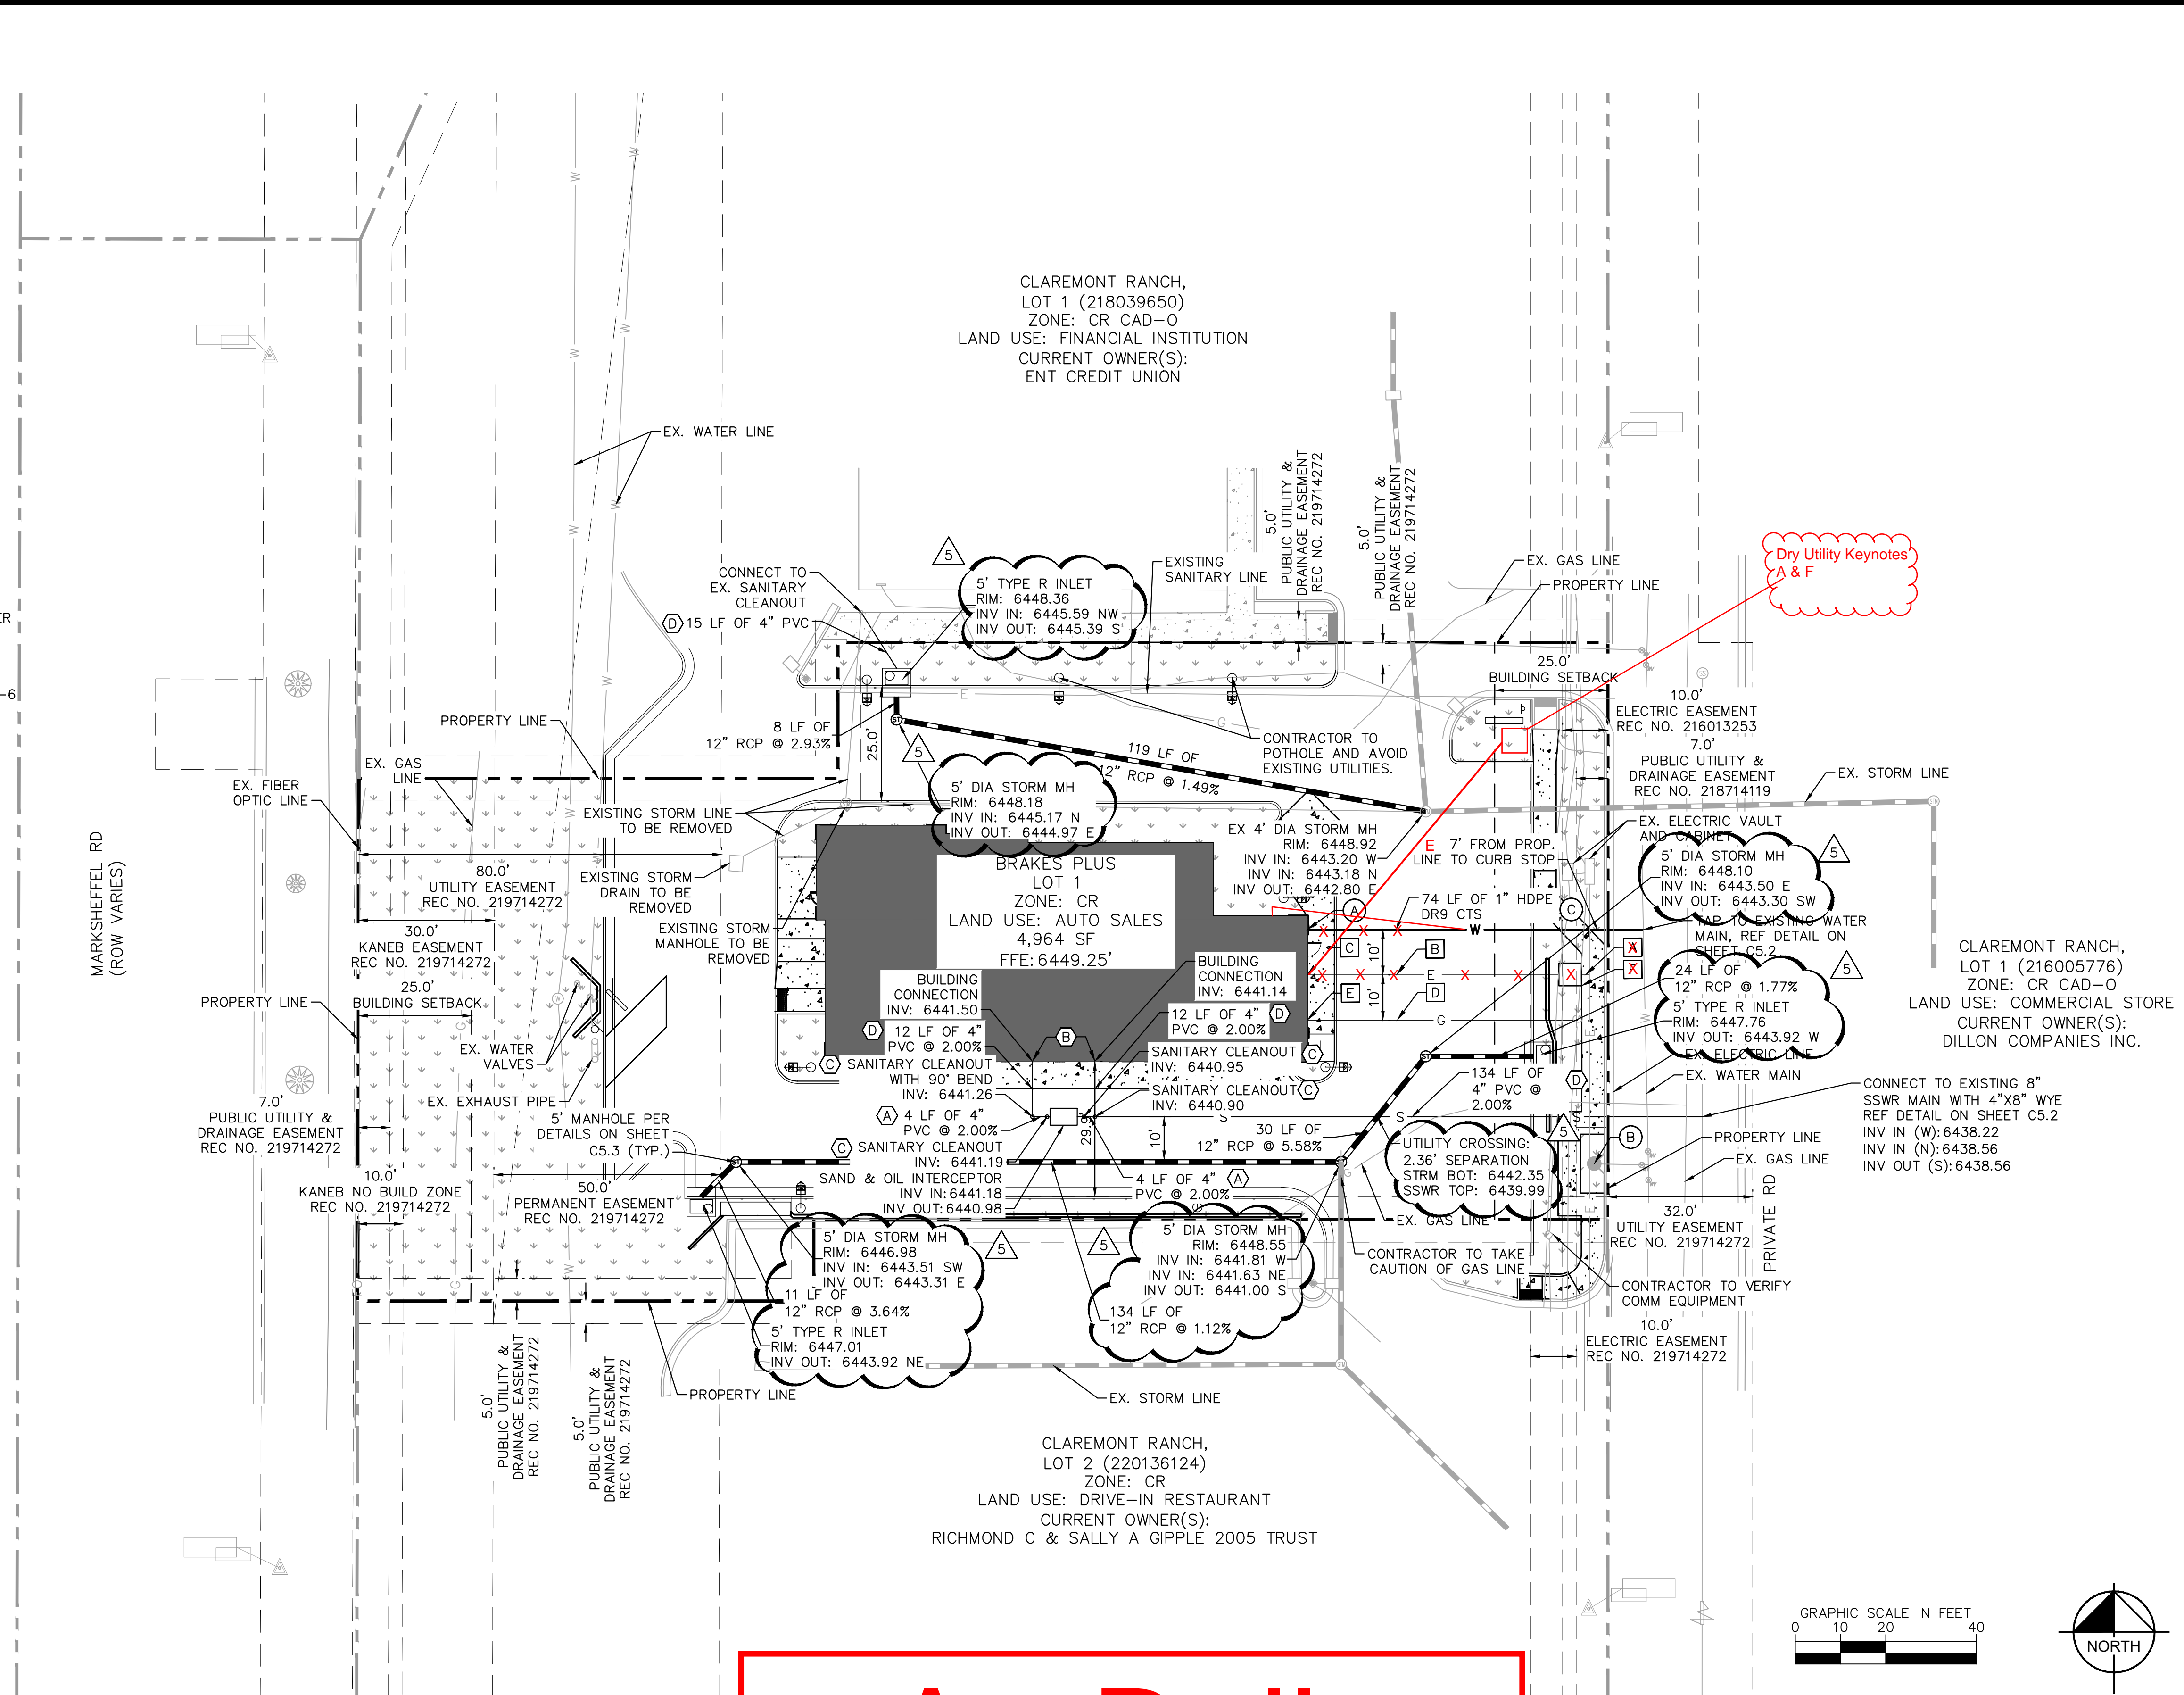 CLAREMONT RANCH,
LOT 1 (218039650)
ZONE: CR CAD-O
LAND USE: FINANCIAL INSTITUTION
CURRENT OWNER(S):
ENT CREDIT UNION
EX. WATER LINE
5.0'
PUBLIC UTILITY &
DRAINAGE EASEMENT
REC NO. 219714272
5.0'
PUBLIC UTILITY &
DRAINAGE EASEMENT
REC NO. 219714272
Dry Utility Keynotes
A & F
EX. GAS LINE
PROPERTY LINE
CONNECT TO
EX. SANITARY
CLEANOUT
D 15 LF OF 4" PVC
5
5' TYPE R INLET
RIM: 6448.36
INV IN: 6445.59 NW
INV OUT: 6445.39 S
EXISTING
SANITARY LINE
25.0'
BUILDING SETBACK
10.0'
ELECTRIC EASEMENT
REC NO. 216013253
7.0'
PUBLIC UTILITY &
DRAINAGE EASEMENT
REC NO. 218714119
EX. STORM LINE
ER
-6
PROPERTY LINE
8 LF OF
12" RCP @ 2.93%
25.0'
5
119 LF OF
12" RCP @ 1.49%
CONTRACTOR TO
POTHOLE AND AVOID
EXISTING UTILITIES.
5' DIA STORM MH
RIM: 6448.18
INV IN: 6445.17 N
INV OUT: 6444.97 E
EX. GAS
LINE
EX. FIBER
OPTIC LINE
EXISTING STORM LINE
TO BE REMOVED
MARKSHEFFEL RD
(ROW VARIES)
80.0'
UTILITY EASEMENT
REC NO. 219714272
EXISTING STORM
DRAIN TO BE
REMOVED
30.0'
KANEB EASEMENT
REC NO. 219714272
EXISTING STORM
MANHOLE TO BE
REMOVED
25.0'
BUILDING SETBACK
PROPERTY LINE
BRAKES PLUS
LOT 1
ZONE: CR
LAND USE: AUTO SALES
4,964 SF
FFE: 6449.25'
EX 4' DIA STORM MH
RIM: 6448.92
INV IN: 6443.20 W
INV IN: 6443.18 N
INV OUT: 6442.80 E
E 7' FROM PROP.
LINE TO CURB STOP
EX. ELECTRIC VAULT
AND CABINET
5
5' DIA STORM MH
RIM: 6448.10
INV IN: 6443.50 E
INV OUT: 6443.30 SW
A
74 LF OF 1" HDPE
DR9 CTS
C
W
TAP TO EXISTING WATER
MAIN, REF DETAIL ON
SHEET C5.2
C
10'
B
E
10'
E
D
G
A
F
5
24 LF OF
12" RCP @ 1.77%
5' TYPE R INLET
RIM: 6447.76
INV OUT: 6443.92 W
EX. ELECTRIC LINE
EX. WATER MAIN
CLAREMONT RANCH,
LOT 1 (216005776)
ZONE: CR CAD-O
LAND USE: COMMERCIAL STORE
CURRENT OWNER(S):
DILLON COMPANIES INC.
BUILDING
CONNECTION
INV: 6441.50
BUILDING
CONNECTION
INV: 6441.14
D 12 LF OF 4"
PVC @ 2.00%
B
12 LF OF 4" D
PVC @ 2.00%
EX. WATER
VALVES
EX. EXHAUST PIPE
C SANITARY CLEANOUT
WITH 90° BEND
INV: 6441.26
SANITARY CLEANOUT C
INV: 6440.95
SANITARY CLEANOUT C
INV: 6440.90
A 4 LF OF 4"
PVC @ 2.00%
134 LF OF
4" PVC @
2.00%
D
CONNECT TO EXISTING 8"
SSWR MAIN WITH 4"X8" WYE
REF DETAIL ON SHEET C5.2
INV IN (W): 6438.22
INV IN (N): 6438.56
INV OUT (S): 6438.56
7.0'
PUBLIC UTILITY &
DRAINAGE EASEMENT
REC NO. 219714272
5' MANHOLE PER
DETAILS ON SHEET
C5.3 (TYP.)
C SANITARY CLEANOUT
INV: 6441.19
SAND & OIL INTERCEPTOR
INV IN: 6441.18
INV OUT: 6440.98
10'
30 LF OF
12" RCP @ 5.58%
4 LF OF 4" A
PVC @ 2.00%
5
UTILITY CROSSING:
2.36' SEPARATION
STRM BOT: 6442.35
SSWR TOP: 6439.99
B
PROPERTY LINE
EX. GAS LINE
10.0'
KANEB NO BUILD ZONE
REC NO. 219714272
50.0'
PERMANENT EASEMENT
REC NO. 219714272
EX. GAS LINE
32.0'
UTILITY EASEMENT
REC NO. 219714272
PRIVATE RD
CONTRACTOR TO TAKE
CAUTION OF GAS LINE
CONTRACTOR TO VERIFY
COMM EQUIPMENT
10.0'
ELECTRIC EASEMENT
REC NO. 219714272
5' DIA STORM MH
RIM: 6446.98
INV IN: 6443.51 SW
INV OUT: 6443.31 E
5
11 LF OF
12" RCP @ 3.64%
5' TYPE R INLET
RIM: 6447.01
INV OUT: 6443.92 NE
5
5' DIA STORM MH
RIM: 6448.55
INV IN: 6441.81 W
INV IN: 6441.63 NE
INV OUT: 6441.00 S
134 LF OF
12" RCP @ 1.12%
PROPERTY LINE
EX. STORM LINE
5.0'
PUBLIC UTILITY &
DRAINAGE EASEMENT
REC NO. 219714272
5.0'
PUBLIC UTILITY &
DRAINAGE EASEMENT
REC NO. 219714272
CLAREMONT RANCH,
LOT 2 (220136124)
ZONE: CR
LAND USE: DRIVE-IN RESTAURANT
CURRENT OWNER(S):
RICHMOND C & SALLY A GIPPLE 2005 TRUST
GRAPHIC SCALE IN FEET
0 10 20 40
NORTH